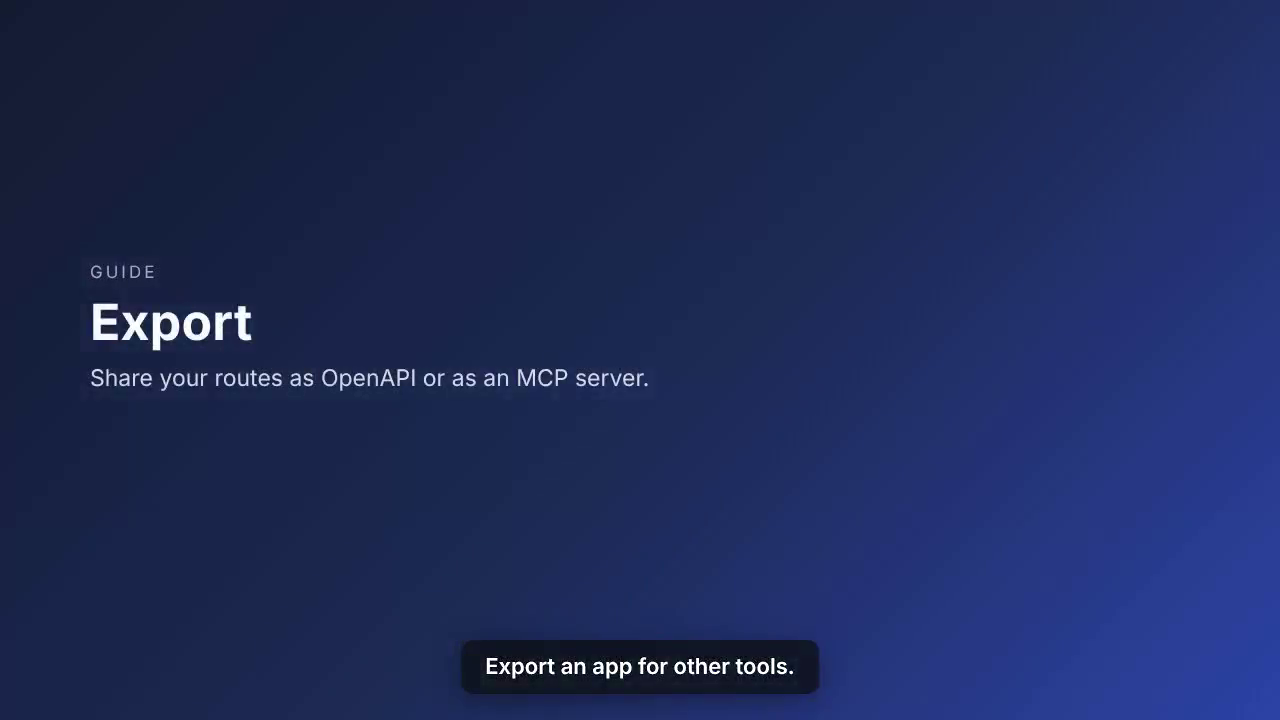 GUIDE
Export
Share your routes as OpenAPI or as an MCP server.
Export an app for other tools.